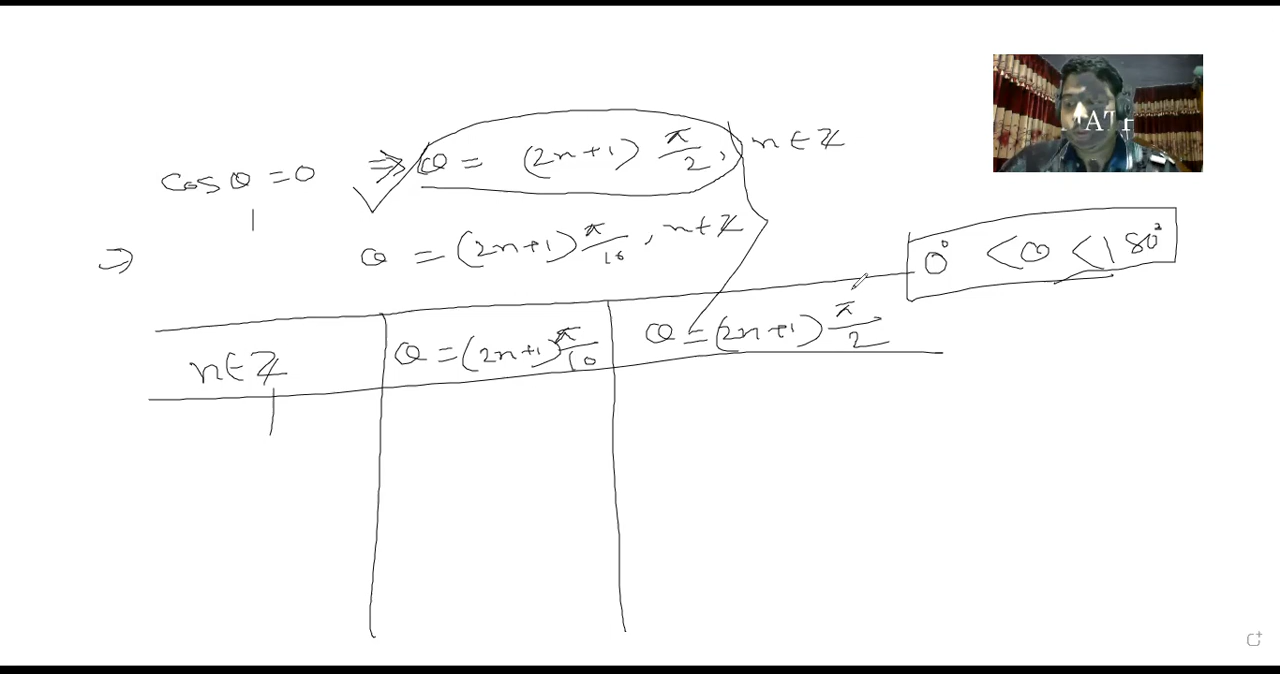 cos θ = 0 ⇒ θ = (2n+1) π/2, n ∈ ℤ
⇒ θ = (2n+1) π/10, n ∈ ℤ
0° < θ < 180°
n ∈ ℤ
θ = (2n+1) π/10
θ = (2n+1) π/2